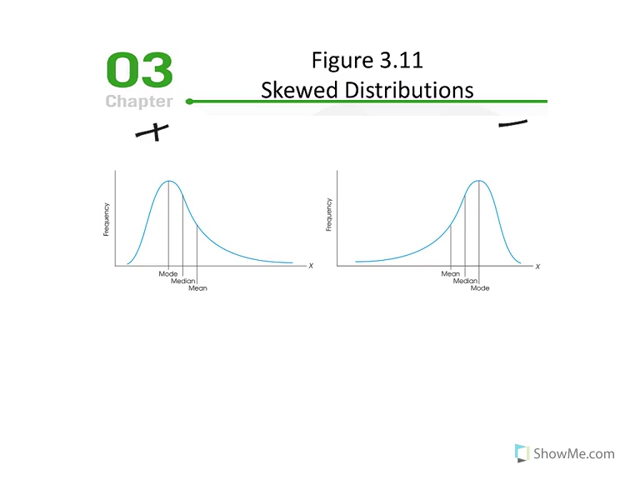 03
Chapter
Figure 3.11
Skewed Distributions
+
−
Frequency
X
Mode
Median
Mean
Frequency
X
Mean
Median
Mode
ShowMe.com